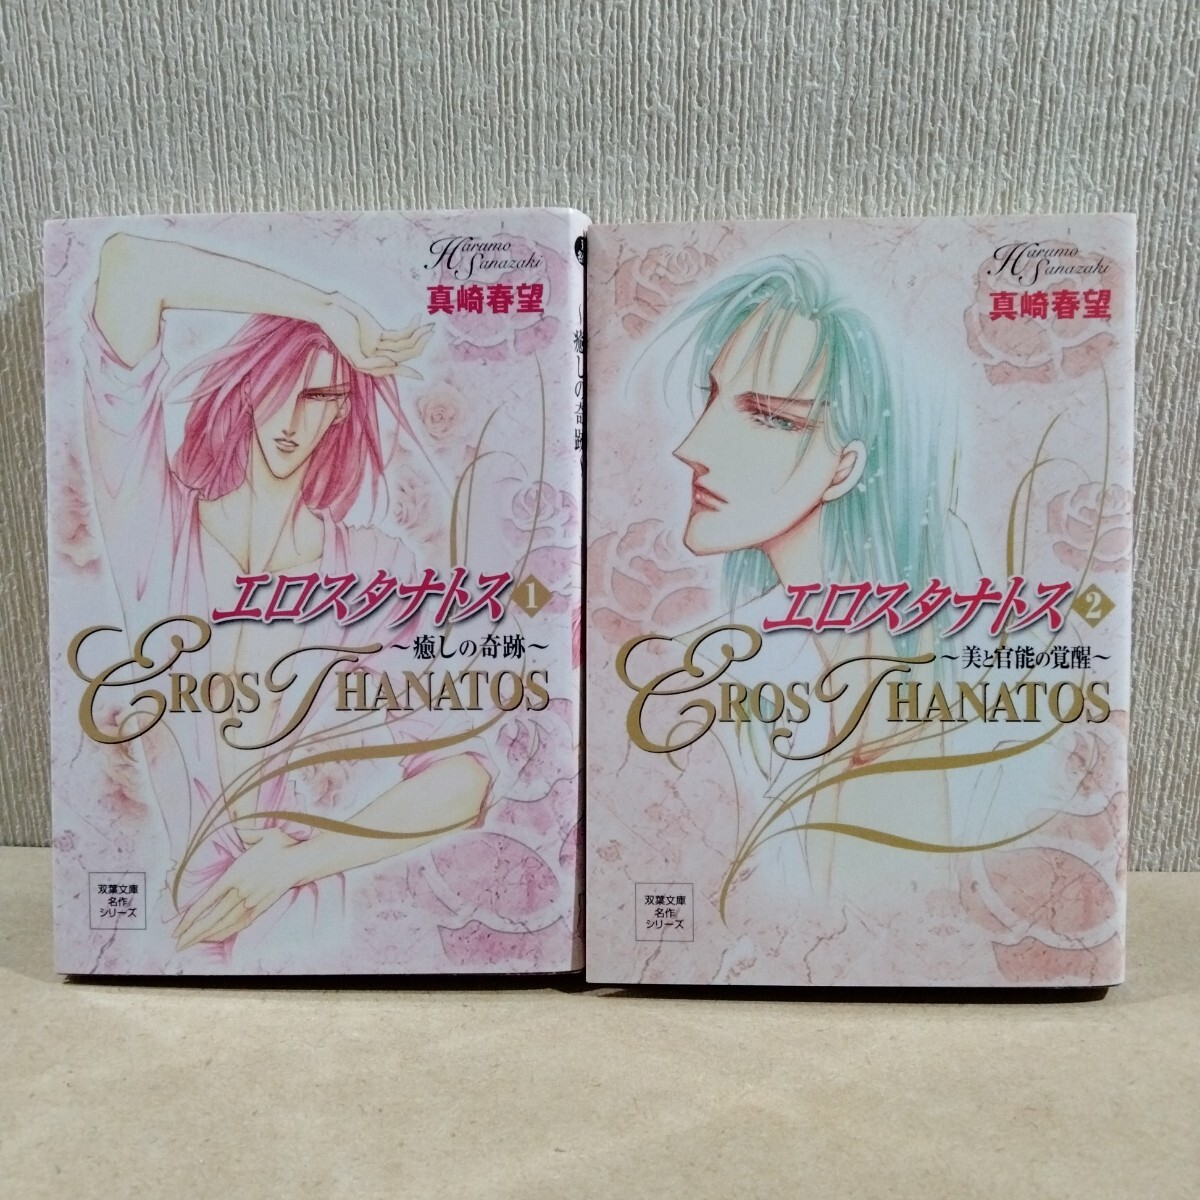 Harumo
Sanazaki
真崎春望
エロスタナトス 1
～癒しの奇跡～
EROS THANATOS
双葉文庫
名作
シリーズ
～癒しの奇跡
Harumo
Sanazaki
真崎春望
エロスタナトス 2
～美と官能の覚醒～
EROS THANATOS
双葉文庫
名作
シリーズ